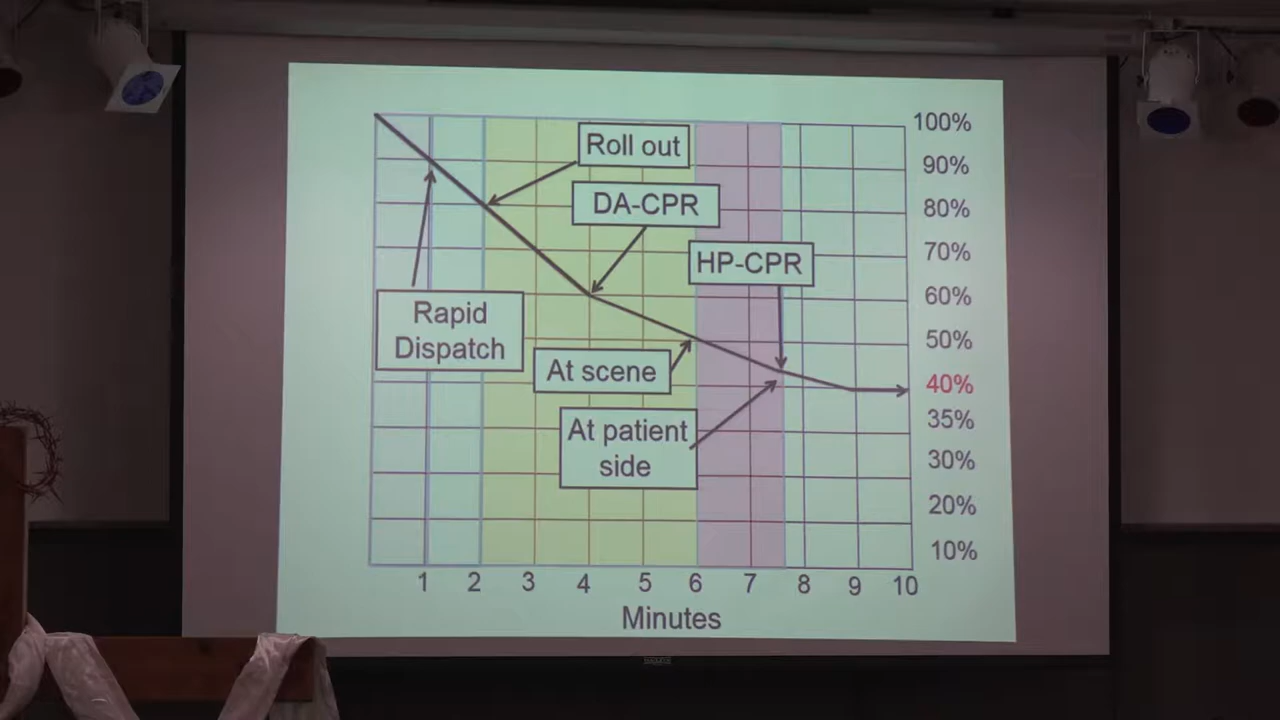 100%
Roll out
90%
DA-CPR
80%
HP-CPR
70%
60%
Rapid
Dispatch
50%
At scene
40%
At patient
side
35%
30%
20%
10%
1 2 3 4 5 6 7 8 9 10
Minutes